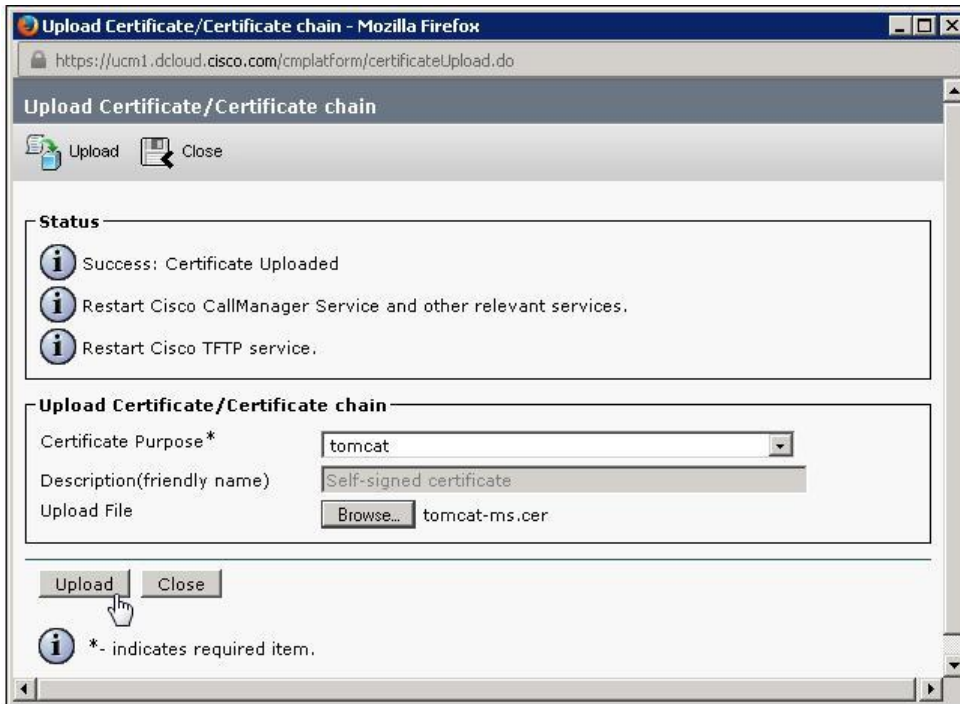 Upload Certificate/Certificate chain - Mozilla Firefox
https://ucm1.dcloud.cisco.com/cmplatform/certificateUpload.do
Upload Certificate/Certificate chain
Upload Close
Status
Success: Certificate Uploaded
Restart Cisco CallManager Service and other relevant services.
Restart Cisco TFTP service.
Upload Certificate/Certificate chain
Certificate Purpose* tomcat
Description(friendly name) Self-signed certificate
Upload File Browse... tomcat-ms.cer
Upload Close
*- indicates required item.